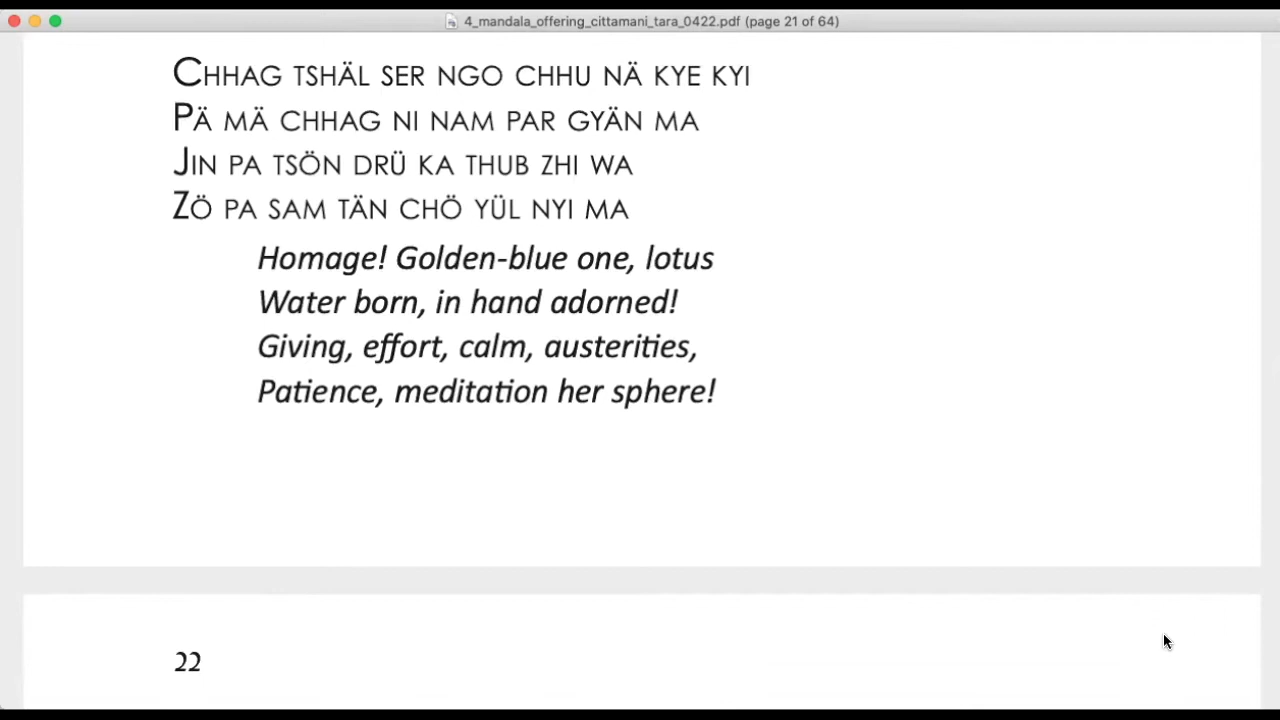 4_mandala_offering_cittamani_tara_0422.pdf (page 21 of 64)
CHHAG TSHÄL SER NGO CHHU NÄ KYE KYI
PÄ MÄ CHHAG NI NAM PAR GYÄN MA
JIN PA TSÖN DRÜ KA THUB ZHI WA
ZÖ PA SAM TÄN CHÖ YÜL NYI MA
Homage! Golden-blue one, lotus
Water born, in hand adorned!
Giving, effort, calm, austerities,
Patience, meditation her sphere!
22